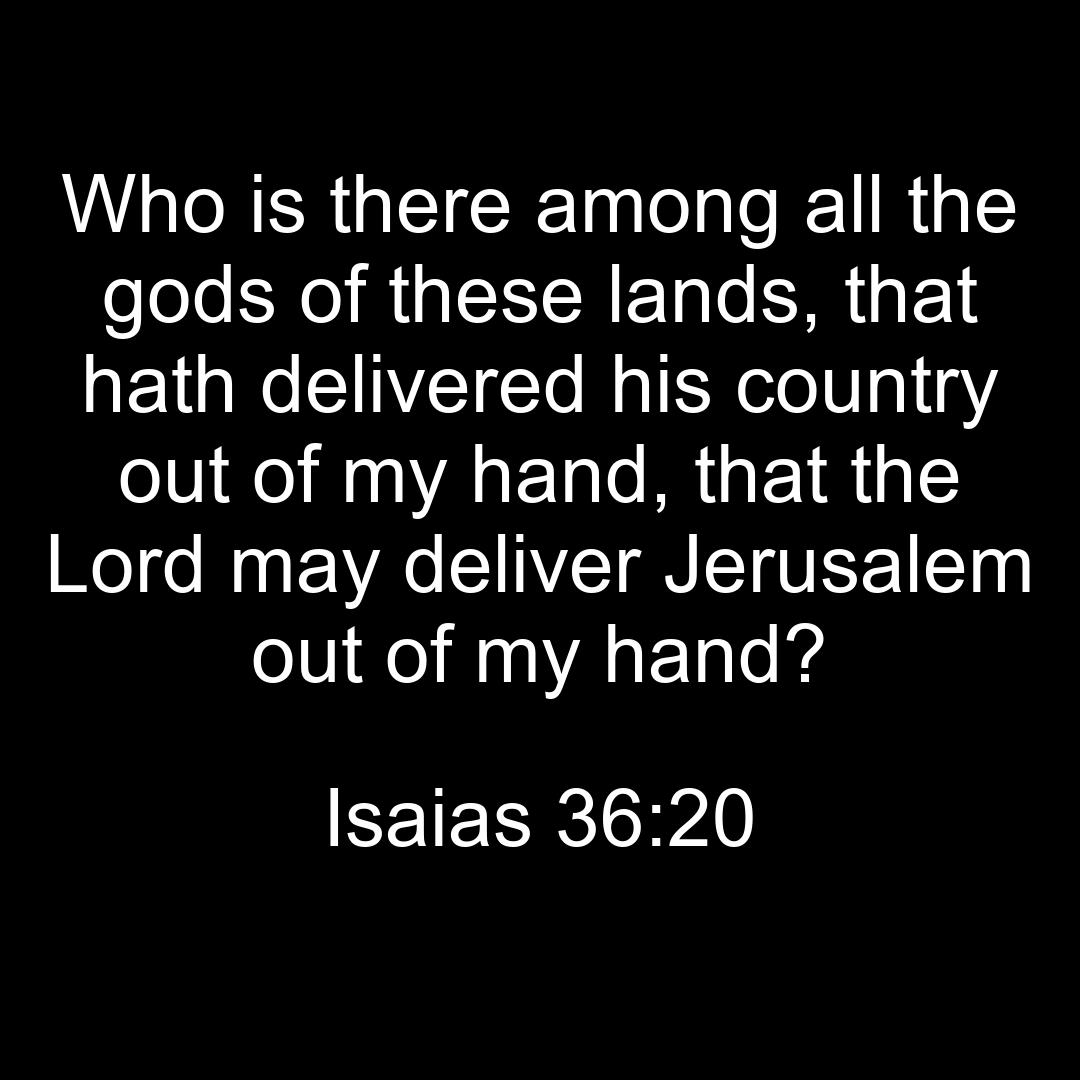 Who is there among all the
gods of these lands, that
hath delivered his country
out of my hand, that the
Lord may deliver Jerusalem
out of my hand?
Isaias 36:20